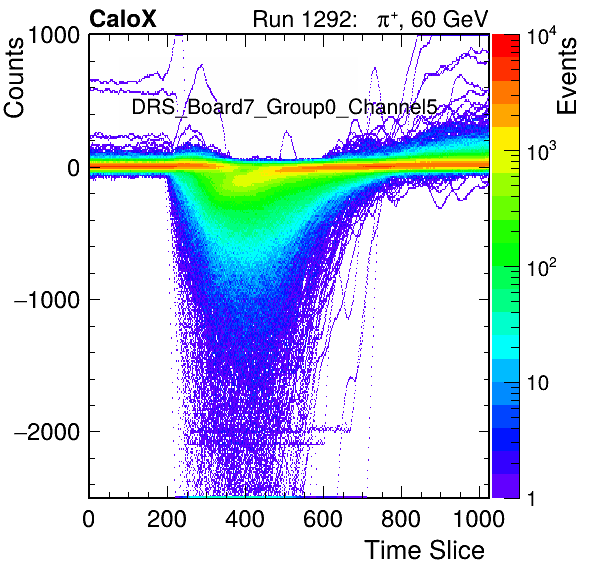 CaloX Run 1292: π⁺, 60 GeV
1000
0
−1000
−2000
Counts
DRS_Board7_Group0_Channel5
0 200 400 600 800 1000
Time Slice
10⁴
10³
10²
10
1
Events